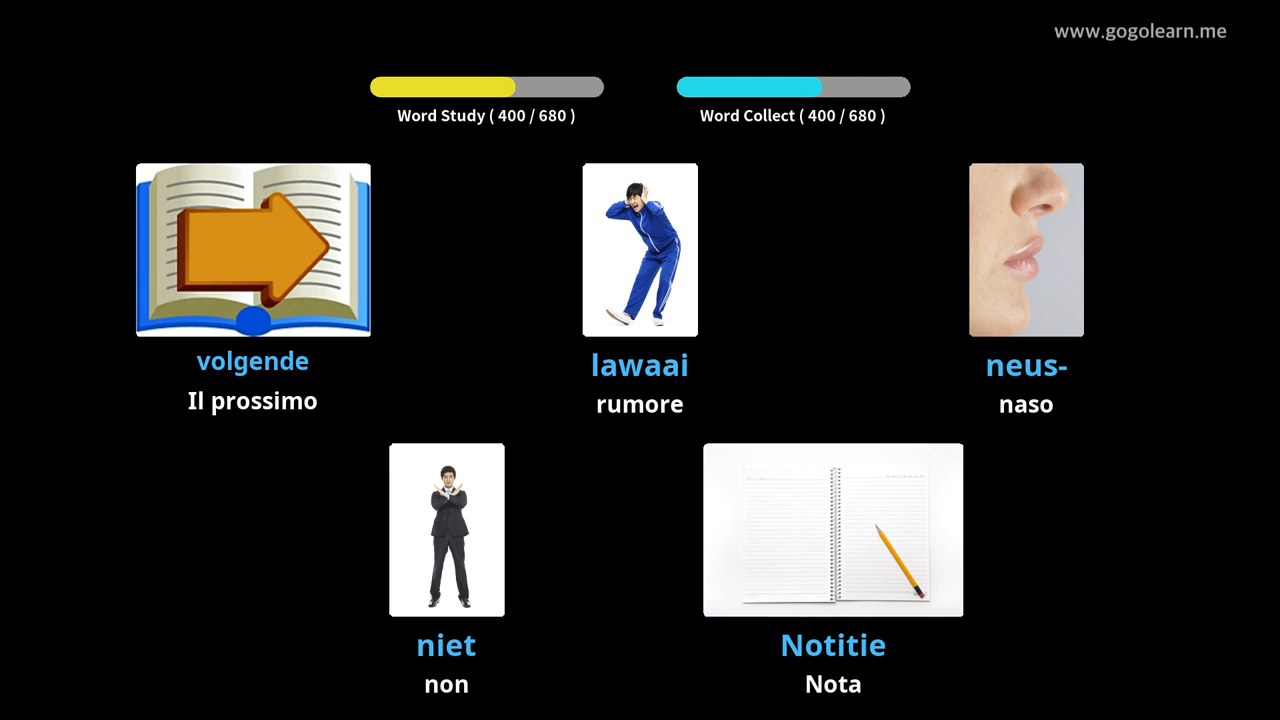 www.gogolearn.me
Word Study ( 400 / 680 )
Word Collect ( 400 / 680 )
volgende
Il prossimo
lawaai
rumore
neus-
naso
niet
non
Notitie
Nota